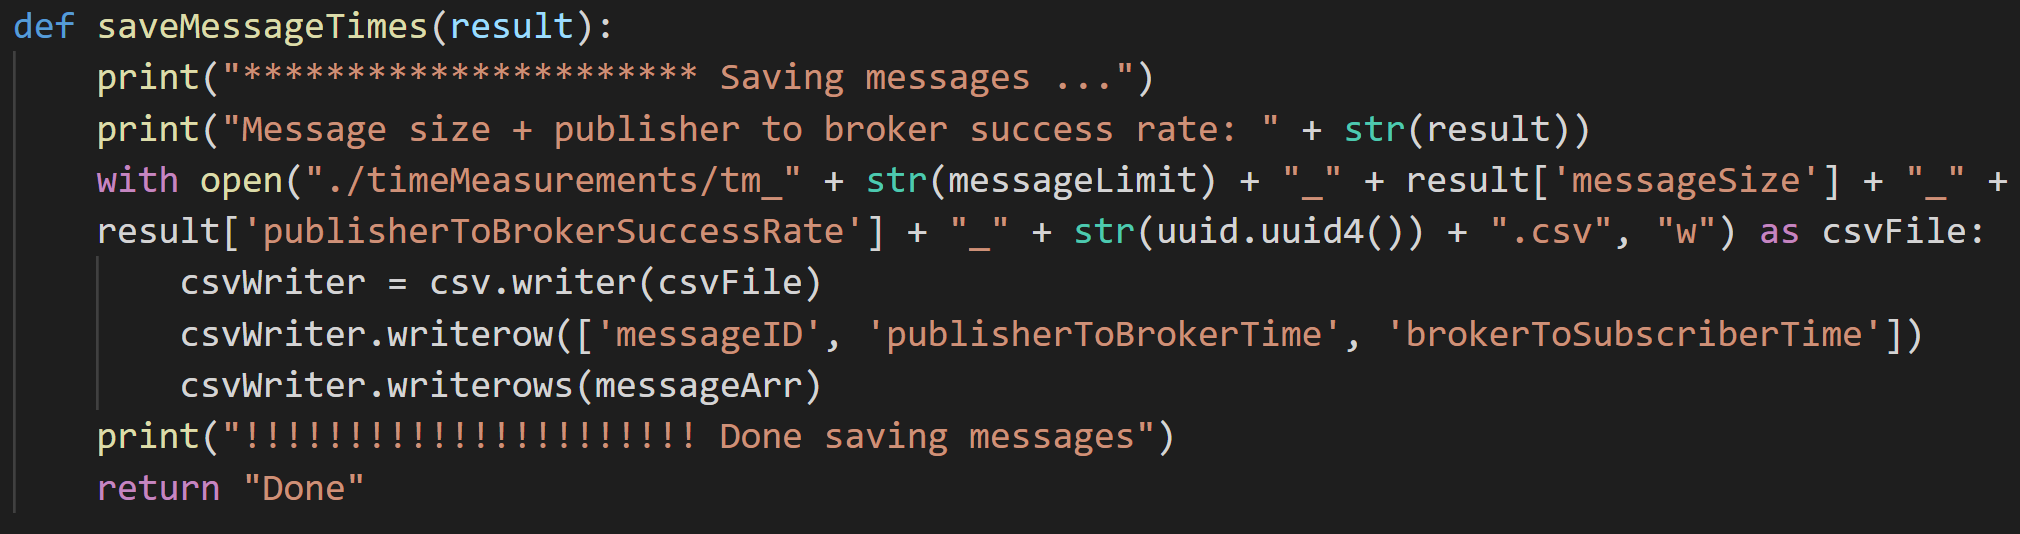 def saveMessageTimes(result):
    print("********************** Saving messages ...")
    print("Message size + publisher to broker success rate: " + str(result))
    with open("./timeMeasurements/tm_" + str(messageLimit) + "_" + result['messageSize'] + "_" +
    result['publisherToBrokerSuccessRate'] + "_" + str(uuid.uuid4()) + ".csv", "w") as csvFile:
        csvWriter = csv.writer(csvFile)
        csvWriter.writerow(['messageID', 'publisherToBrokerTime', 'brokerToSubscriberTime'])
        csvWriter.writerows(messageArr)
    print("!!!!!!!!!!!!!!!!!!!!!! Done saving messages")
    return "Done"